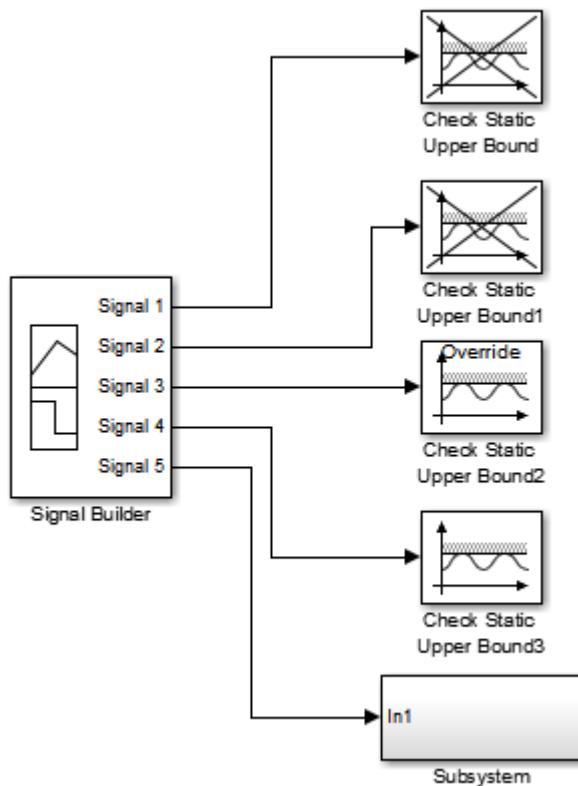 Check Static
Upper Bound
Check Static
Upper Bound1
Signal 1
Signal 2
Signal 3
Signal 4
Signal 5
Signal Builder
Override
Check Static
Upper Bound2
Check Static
Upper Bound3
In1
Subsystem